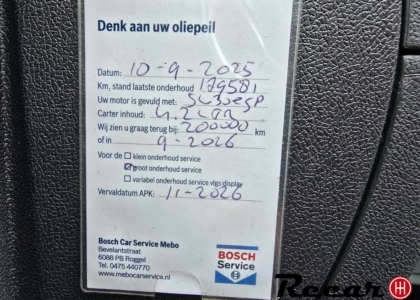 Denk aan uw oliepeil
Datum: 10-9-2025
Km, stand laatste onderhoud 179581
Uw motor is gevuld met: 5w30
Carter inhoud: 4.2
Wij zien u graag terug bij: 200000 km
of in 9-2026
Voor de klein onderhoud service
groot onderhoud service
variabel onderhoud service vlgs display
Vervaldatum APK: 11-2026
Bosch Car Service Mebo
Bevelantstraat
6088 PB Roggel
Tel. 0475 440770
www.mebocarservice.nl
BOSCH
Service
Recar